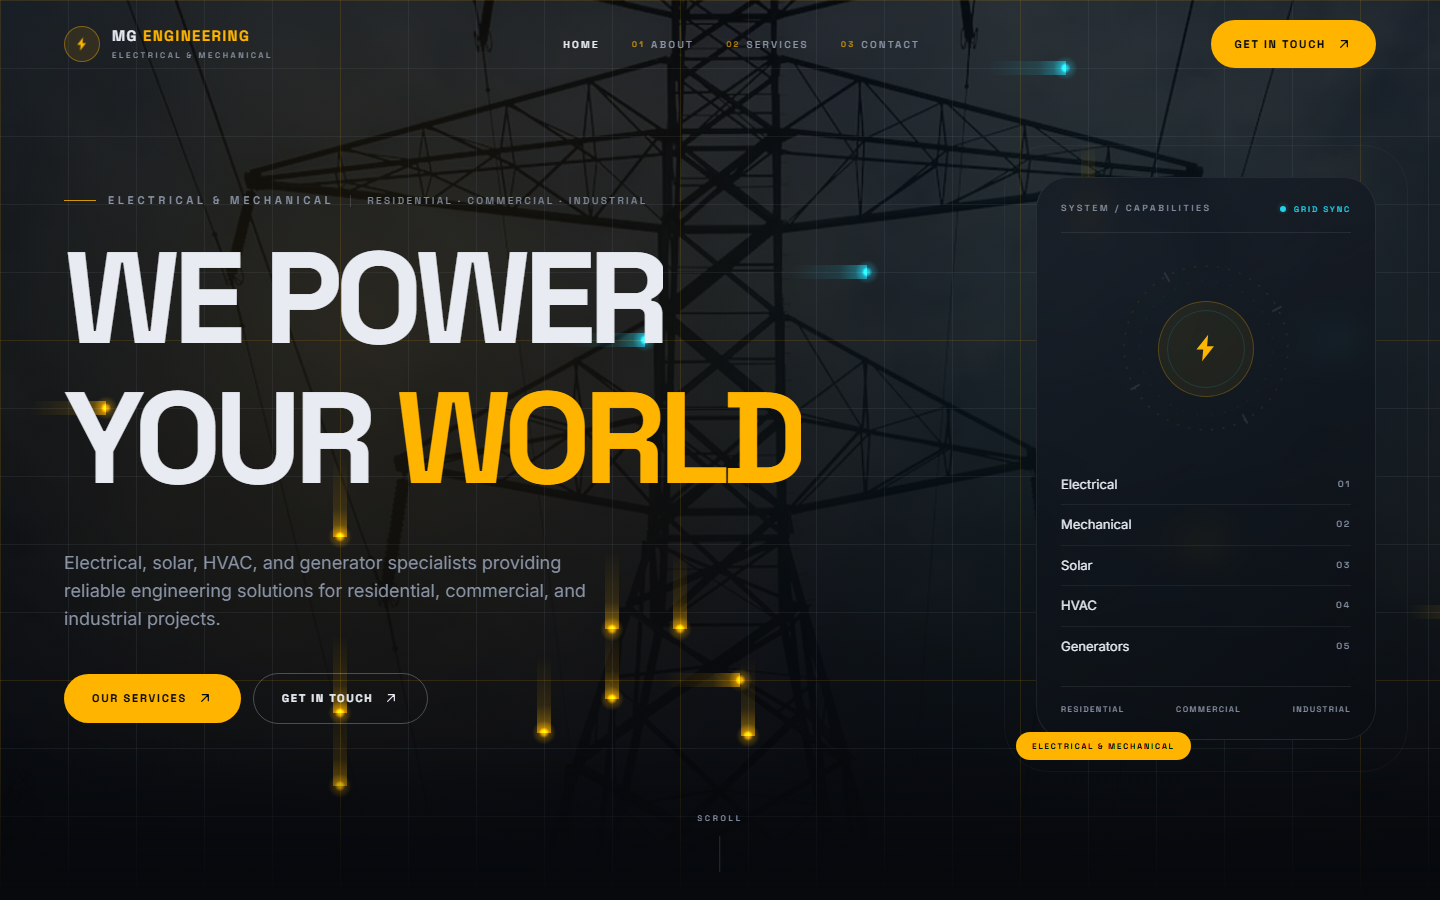 MG ENGINEERING
ELECTRICAL & MECHANICAL
HOME
01 ABOUT
02 SERVICES
03 CONTACT
GET IN TOUCH
ELECTRICAL & MECHANICAL
RESIDENTIAL · COMMERCIAL · INDUSTRIAL
WE POWER
YOUR WORLD
Electrical, solar, HVAC, and generator specialists providing
reliable engineering solutions for residential, commercial, and
industrial projects.
OUR SERVICES
GET IN TOUCH
SYSTEM / CAPABILITIES
GRID SYNC
Electrical 01
Mechanical 02
Solar 03
HVAC 04
Generators 05
RESIDENTIAL COMMERCIAL INDUSTRIAL
ELECTRICAL & MECHANICAL
SCROLL